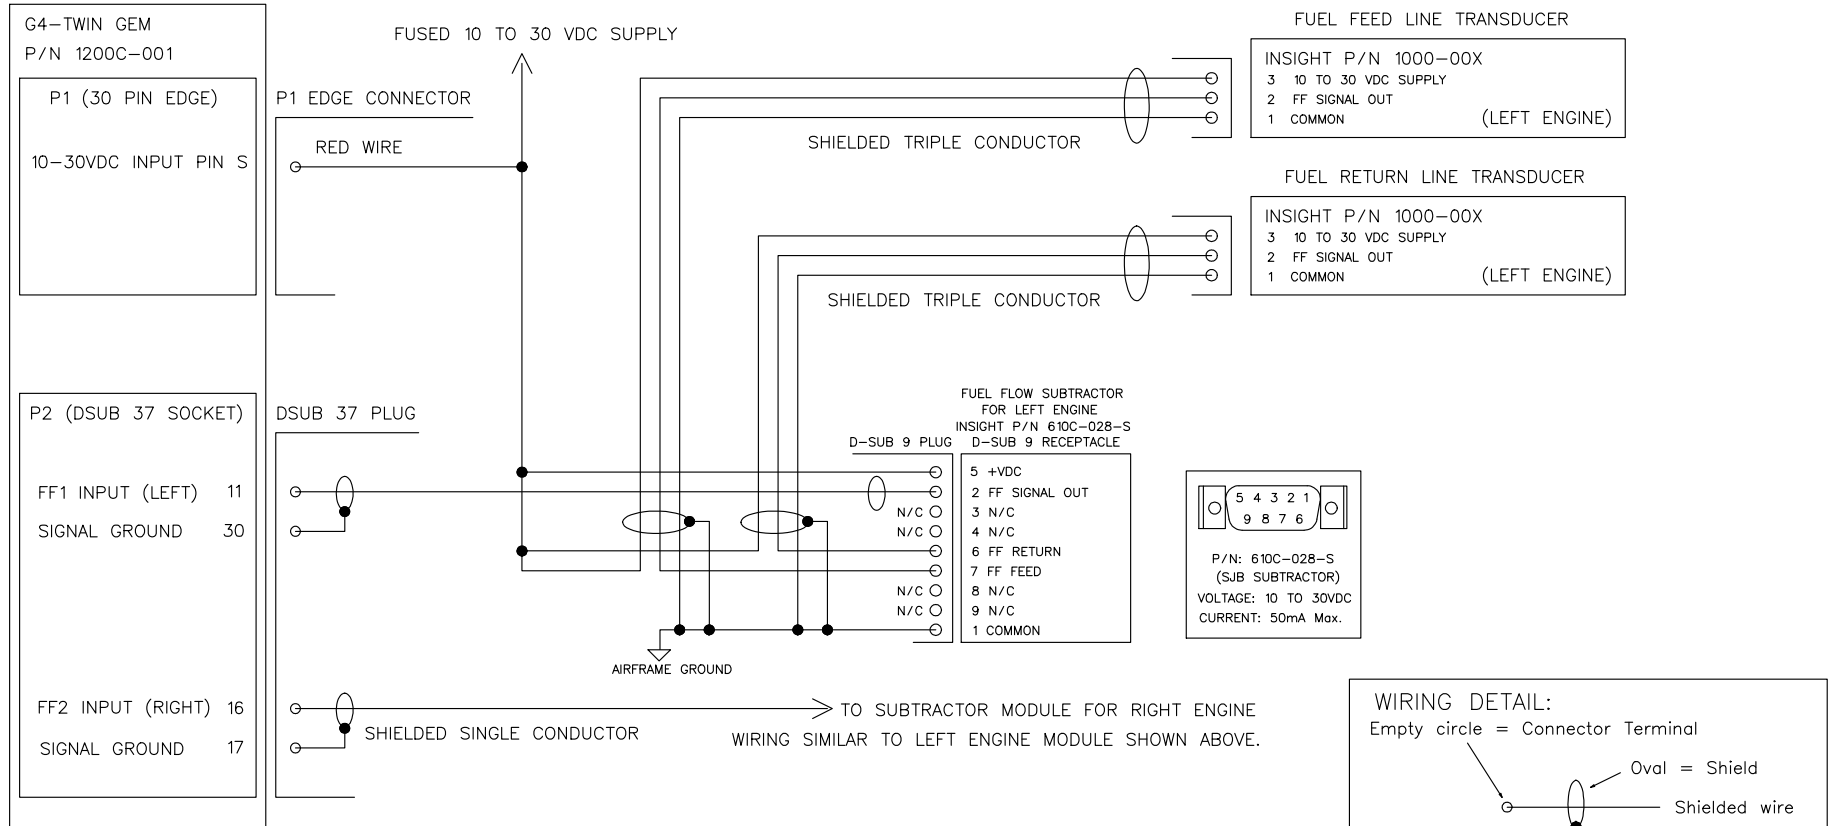 G4-TWIN GEM
P/N 1200C-001
P1 (30 PIN EDGE)
10-30VDC INPUT PIN S
P1 EDGE CONNECTOR
RED WIRE
FUSED 10 TO 30 VDC SUPPLY
SHIELDED TRIPLE CONDUCTOR
FUEL FEED LINE TRANSDUCER
INSIGHT P/N 1000-00X
3 10 TO 30 VDC SUPPLY
2 FF SIGNAL OUT
1 COMMON (LEFT ENGINE)
FUEL RETURN LINE TRANSDUCER
INSIGHT P/N 1000-00X
3 10 TO 30 VDC SUPPLY
2 FF SIGNAL OUT
1 COMMON (LEFT ENGINE)
SHIELDED TRIPLE CONDUCTOR
P2 (DSUB 37 SOCKET)
DSUB 37 PLUG
FF1 INPUT (LEFT) 11
SIGNAL GROUND 30
FUEL FLOW SUBTRACTOR
FOR LEFT ENGINE
INSIGHT P/N 610C-028-S
D-SUB 9 PLUG D-SUB 9 RECEPTACLE
5 +VDC
2 FF SIGNAL OUT
N/C 3 N/C
N/C 4 N/C
6 FF RETURN
7 FF FEED
N/C 8 N/C
N/C 9 N/C
1 COMMON
AIRFRAME GROUND
5 4 3 2 1
9 8 7 6
P/N: 610C-028-S
(SJB SUBTRACTOR)
VOLTAGE: 10 TO 30VDC
CURRENT: 50mA Max.
FF2 INPUT (RIGHT) 16
SIGNAL GROUND 17
SHIELDED SINGLE CONDUCTOR
TO SUBTRACTOR MODULE FOR RIGHT ENGINE
WIRING SIMILAR TO LEFT ENGINE MODULE SHOWN ABOVE.
WIRING DETAIL:
Empty circle = Connector Terminal
Oval = Shield
Shielded wire